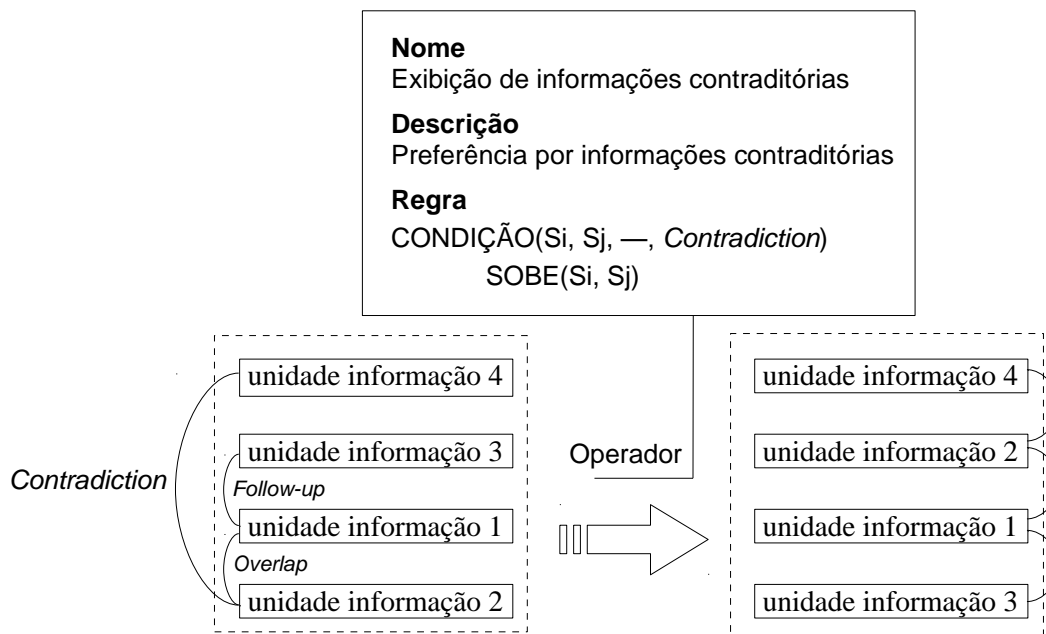 Nome
Exibição de informações contraditórias
Descrição
Preferência por informações contraditórias
Regra
CONDIÇÃO(Si, Sj, —, Contradiction)
SOBE(Si, Sj)
unidade informação 4
unidade informação 3
Contradiction
Follow-up
unidade informação 1
Overlap
unidade informação 2
Operador
unidade informação 4
unidade informação 2
unidade informação 1
unidade informação 3